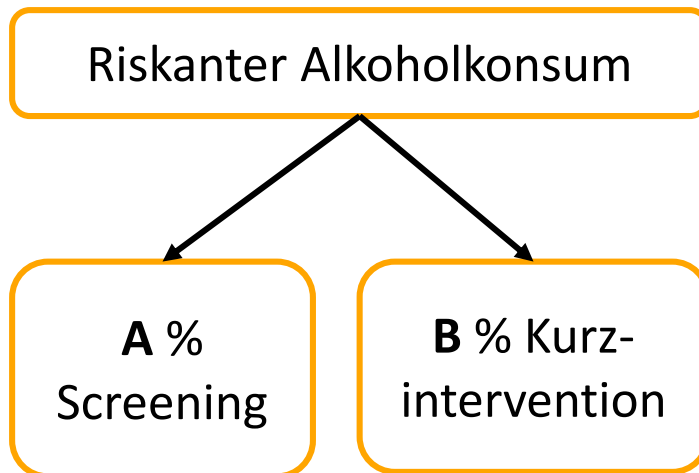 Riskanter Alkoholkonsum
A %
Screening
B % Kurz-
intervention